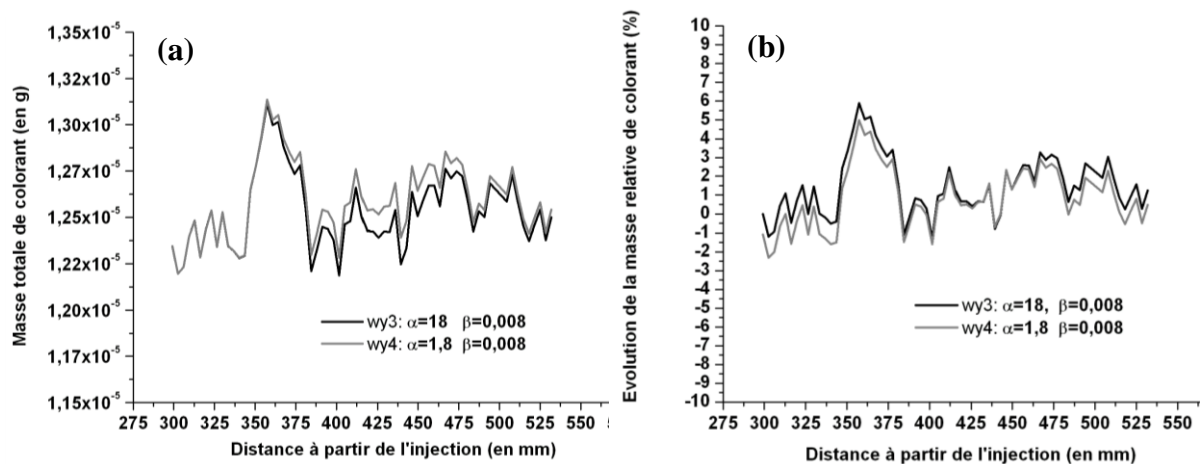 (a)
Masse totale de colorant (en g)
1,35x10⁻⁵
1,32x10⁻⁵
1,30x10⁻⁵
1,27x10⁻⁵
1,25x10⁻⁵
1,22x10⁻⁵
1,20x10⁻⁵
1,17x10⁻⁵
1,15x10⁻⁵
wy3: α=18 β=0,008
wy4: α=1,8 β=0,008
275 300 325 350 375 400 425 450 475 500 525 5
Distance à partir de l'injection (en mm)
(b)
Evolution de la masse relative de colorant (%)
10
9
8
7
6
5
4
3
2
1
0
-1
-2
-3
-4
-5
-6
-7
-8
-9
-10
wy3: α=18, β=0,008
wy4: α=1,8 β=0,008
275 300 325 350 375 400 425 450 475 500 525 550
Distance à partir de l'injection (en mm)